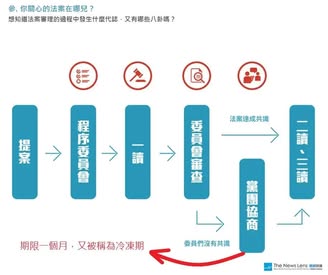 參、你關心的法案在哪兒？
想知道法案審理的過程中發生什麼代誌，又有哪些八卦嗎？
提案
程序委員會
一讀
委員會審查
法案達成共識
黨團協商
二讀、三讀
委員們沒有共識
期限一個月，又被稱為冷凍期
The News Lens 關鍵評論